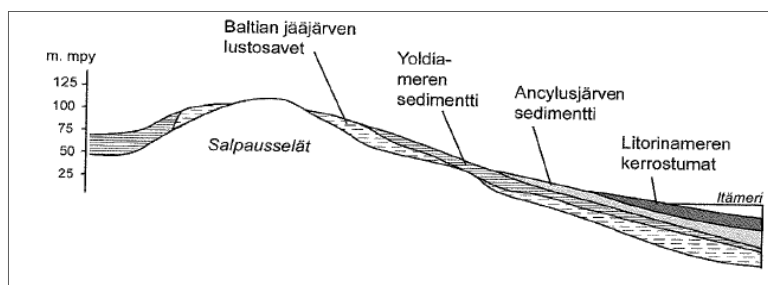 Baltian jääjärven
lustosavet
m. mpy
125
100
75
50
25
Yoldia-
meren
sedimentti
Ancylusjärven
sedimentti
Litorinameren
kerrostumat
Salpausselät
Itämeri